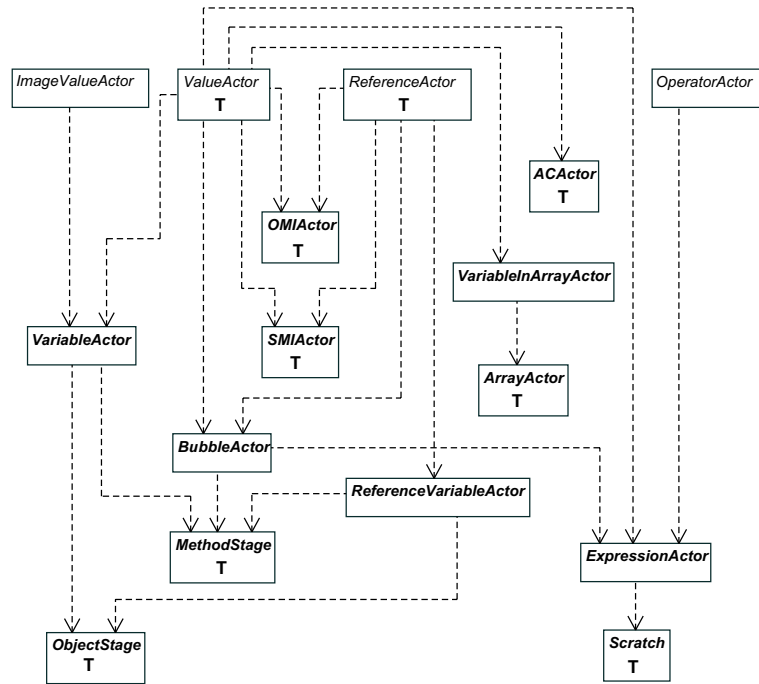 ImageValueActor
ValueActor
T
ReferenceActor
T
OperatorActor
ACActor
T
OMIActor
T
VariableInArrayActor
VariableActor
SMIActor
T
ArrayActor
T
BubbleActor
ReferenceVariableActor
MethodStage
T
ExpressionActor
ObjectStage
T
Scratch
T